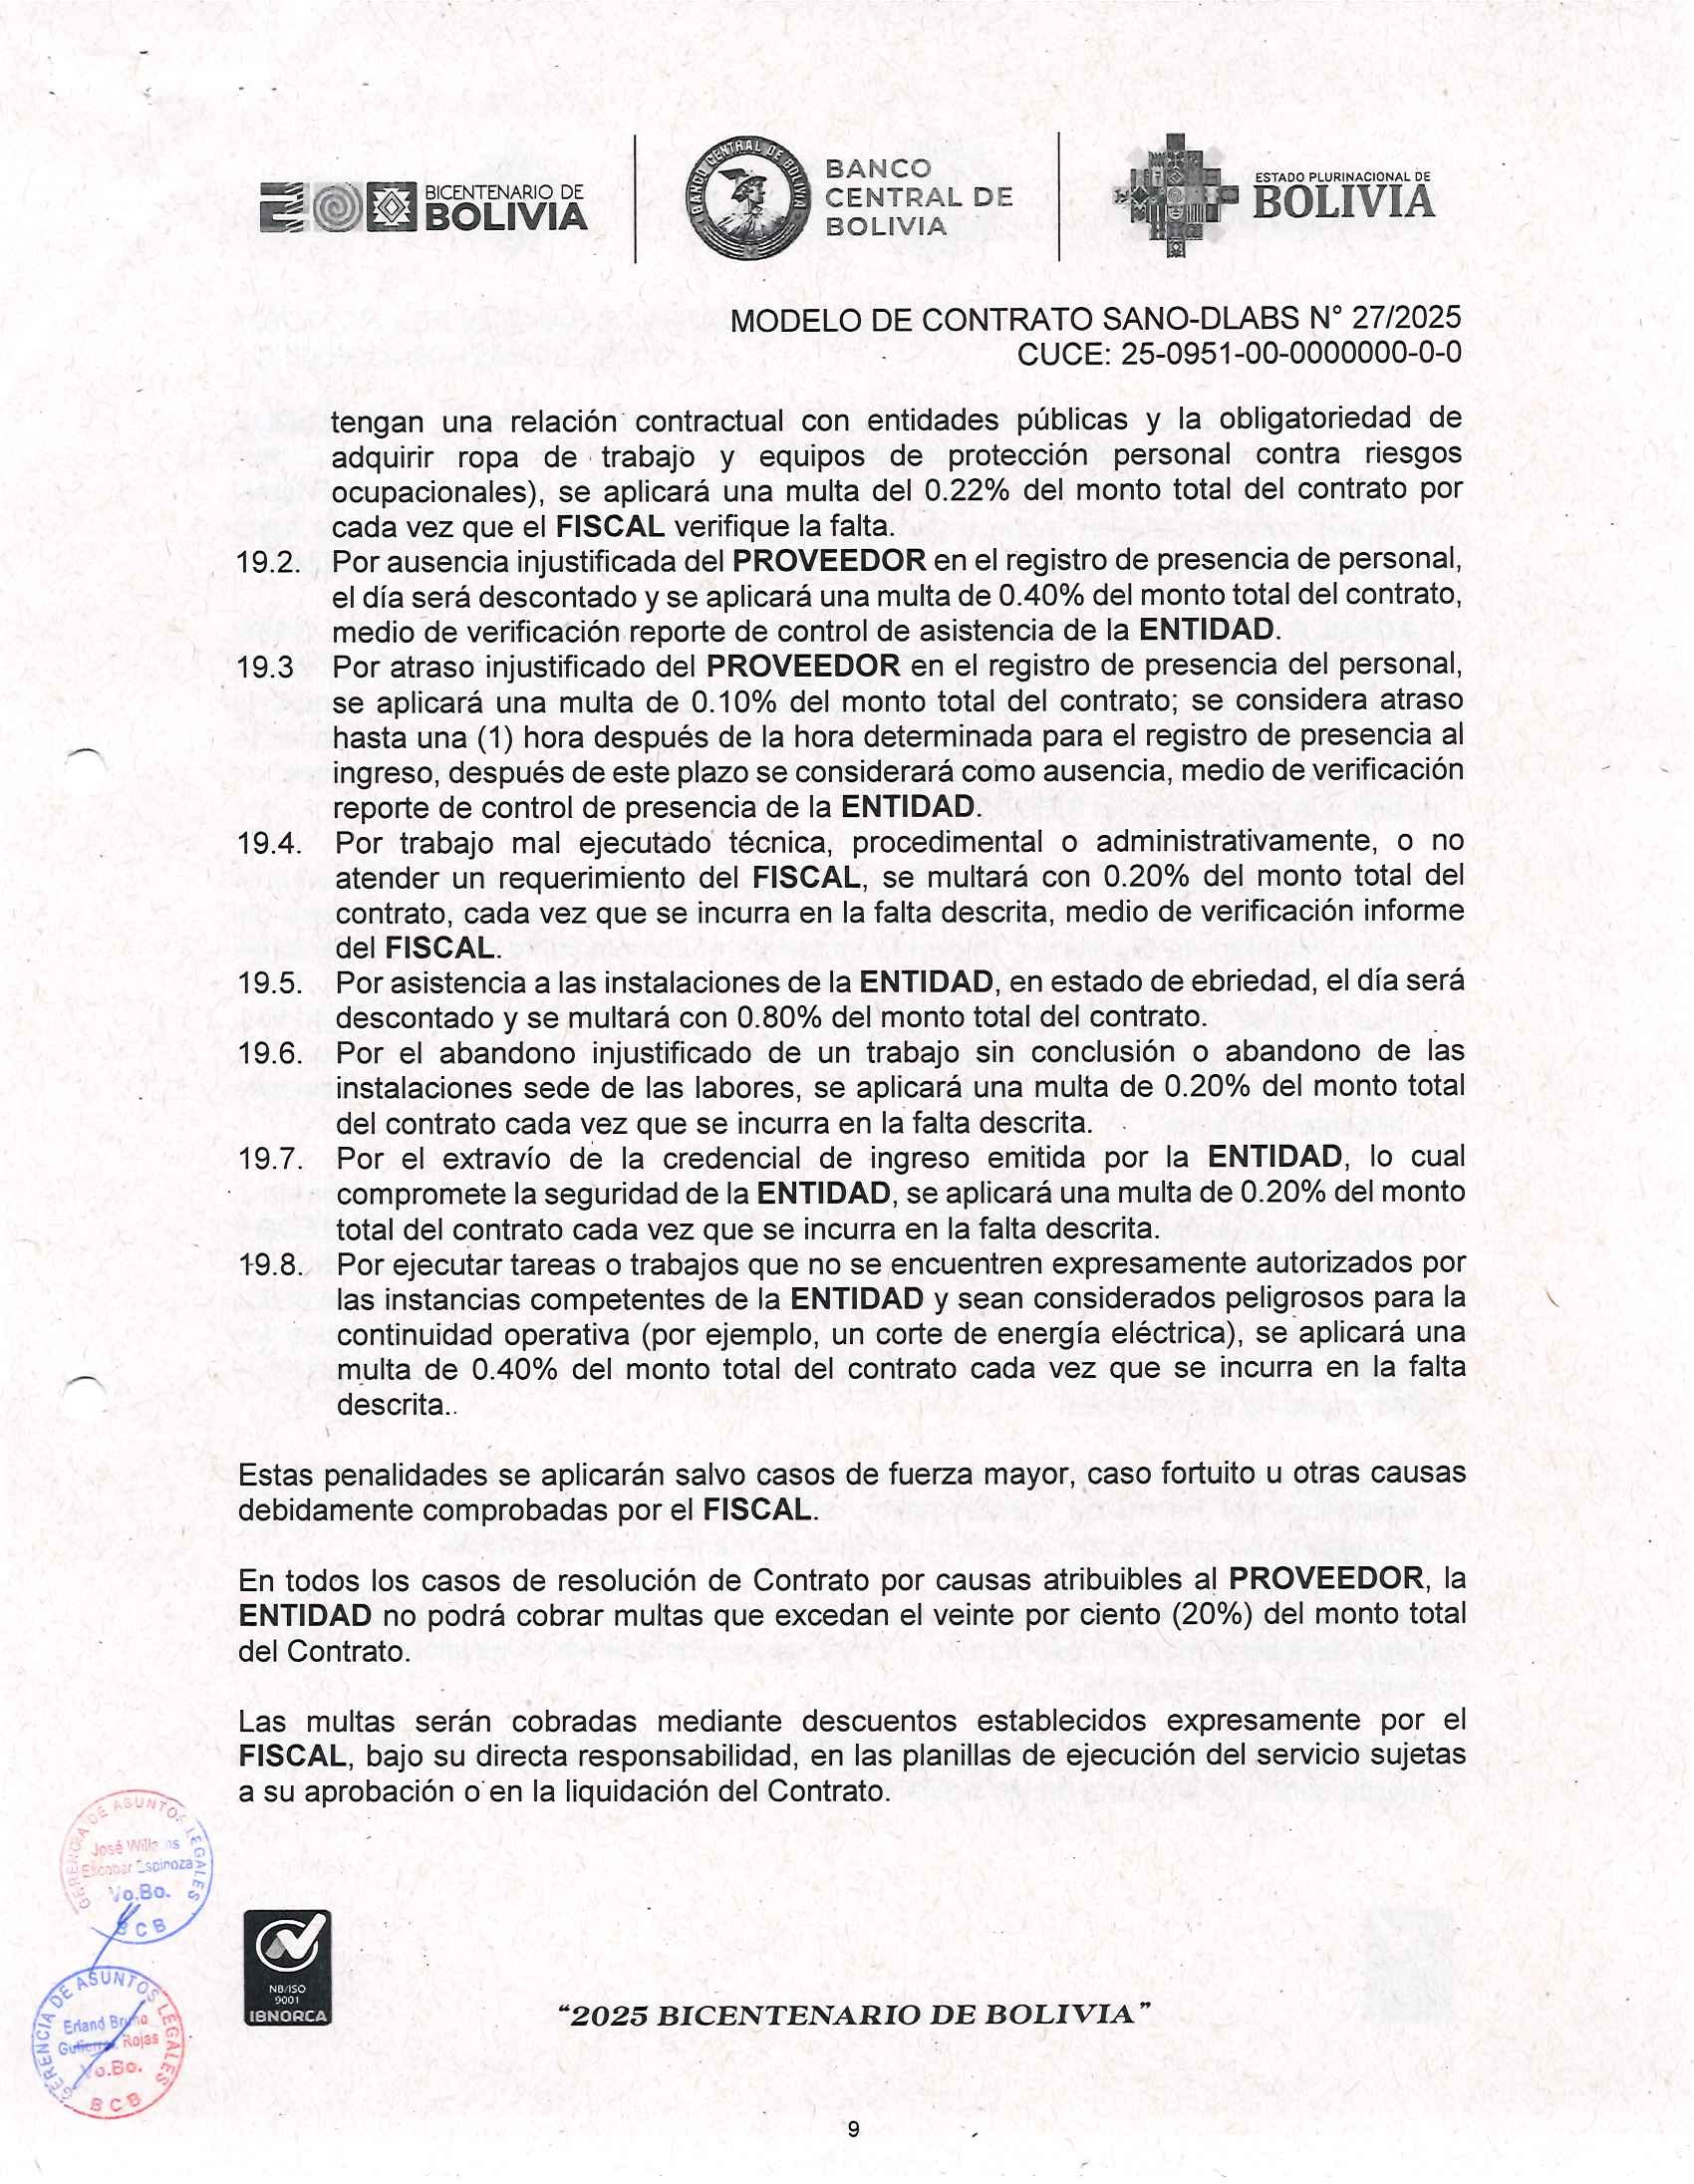 BICENTENARIO DE
BOLIVIA
BANCO CENTRAL DE BOLIVIA
BANCO
CENTRAL DE
BOLIVIA
ESTADO PLURINACIONAL DE
BOLIVIA
MODELO DE CONTRATO SANO-DLABS N° 27/2025
CUCE: 25-0951-00-0000000-0-0
tengan una relación contractual con entidades públicas y la obligatoriedad de
adquirir ropa de trabajo y equipos de protección personal contra riesgos
ocupacionales), se aplicará una multa del 0.22% del monto total del contrato por
cada vez que el FISCAL verifique la falta.
19.2. Por ausencia injustificada del PROVEEDOR en el registro de presencia de personal,
el día será descontado y se aplicará una multa de 0.40% del monto total del contrato,
medio de verificación reporte de control de asistencia de la ENTIDAD.
19.3 Por atraso injustificado del PROVEEDOR en el registro de presencia del personal,
se aplicará una multa de 0.10% del monto total del contrato; se considera atraso
hasta una (1) hora después de la hora determinada para el registro de presencia al
ingreso, después de este plazo se considerará como ausencia, medio de verificación
reporte de control de presencia de la ENTIDAD.
19.4. Por trabajo mal ejecutado técnica, procedimental o administrativamente, o no
atender un requerimiento del FISCAL, se multará con 0.20% del monto total del
contrato, cada vez que se incurra en la falta descrita, medio de verificación informe
del FISCAL.
19.5. Por asistencia a las instalaciones de la ENTIDAD, en estado de ebriedad, el día será
descontado y se multará con 0.80% del monto total del contrato.
19.6. Por el abandono injustificado de un trabajo sin conclusión o abandono de las
instalaciones sede de las labores, se aplicará una multa de 0.20% del monto total
del contrato cada vez que se incurra en la falta descrita.
19.7. Por el extravío de la credencial de ingreso emitida por la ENTIDAD, lo cual
compromete la seguridad de la ENTIDAD, se aplicará una multa de 0.20% del monto
total del contrato cada vez que se incurra en la falta descrita.
19.8. Por ejecutar tareas o trabajos que no se encuentren expresamente autorizados por
las instancias competentes de la ENTIDAD y sean considerados peligrosos para la
continuidad operativa (por ejemplo, un corte de energía eléctrica), se aplicará una
multa de 0.40% del monto total del contrato cada vez que se incurra en la falta
descrita..
Estas penalidades se aplicarán salvo casos de fuerza mayor, caso fortuito u otras causas
debidamente comprobadas por el FISCAL.
En todos los casos de resolución de Contrato por causas atribuibles al PROVEEDOR, la
ENTIDAD no podrá cobrar multas que excedan el veinte por ciento (20%) del monto total
del Contrato.
Las multas serán cobradas mediante descuentos establecidos expresamente por el
FISCAL, bajo su directa responsabilidad, en las planillas de ejecución del servicio sujetas
a su aprobación o en la liquidación del Contrato.
GERENCIA DE ASUNTOS LEGALES
José
Escobar Espinoza
Vo.Bo.
BCB
GERENCIA DE ASUNTOS LEGALES
Erland Bruno
Rojas
Vo.Bo.
BCB
NB/ISO
9001
IBNORCA
“2025 BICENTENARIO DE BOLIVIA”
9